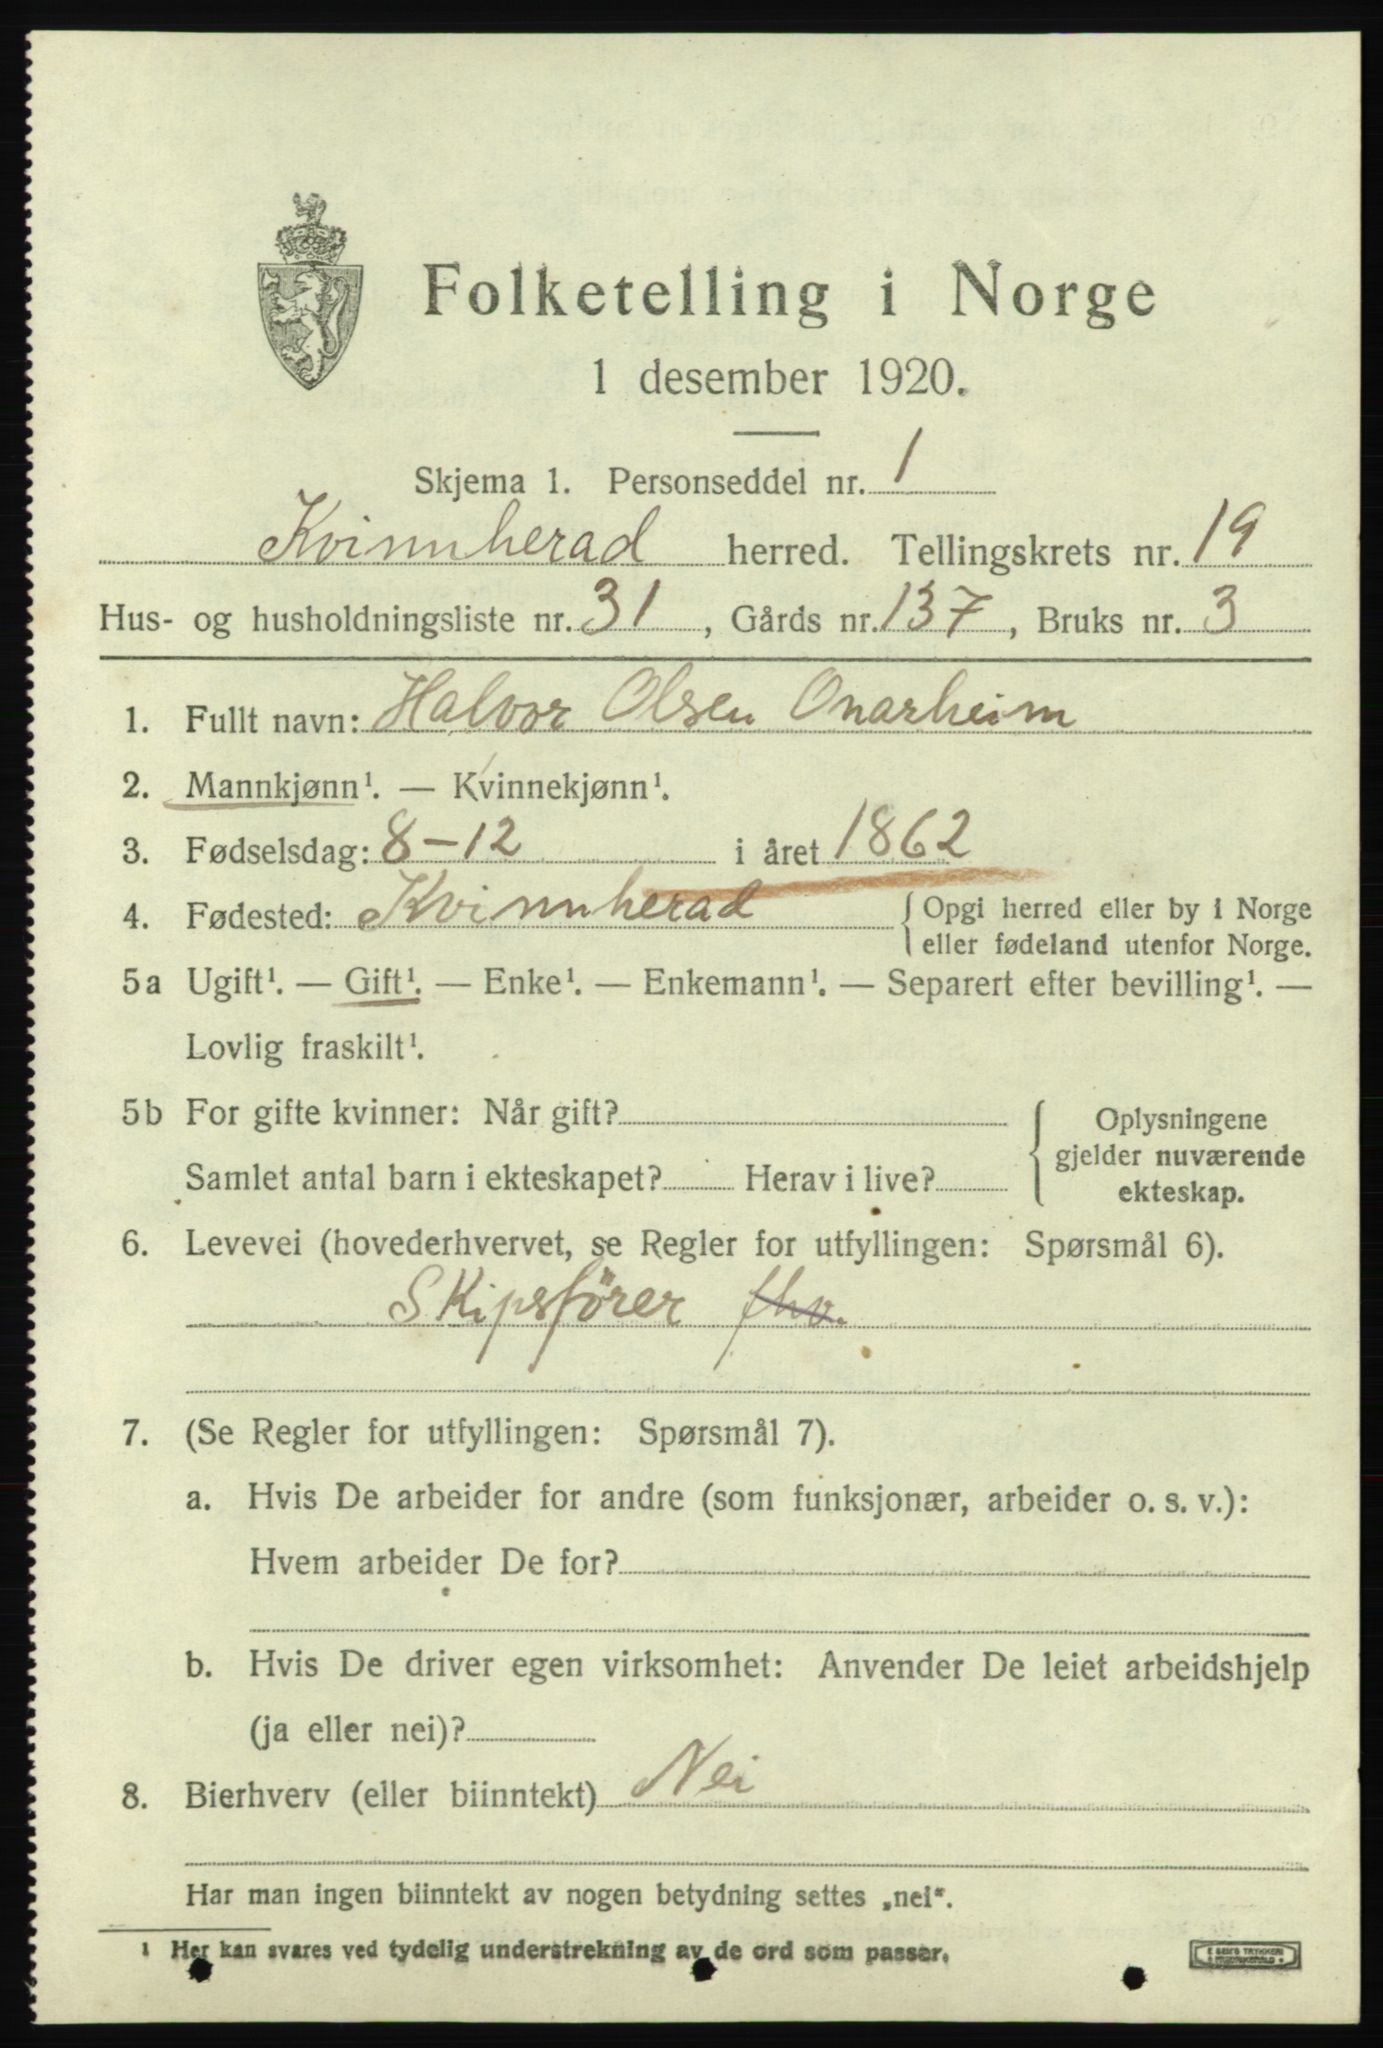 Folketelling i Norge
1 desember 1920.
Skjema 1. Personseddel nr. 1
Kvinnherad herred. Tellingskrets nr. 19
Hus- og husholdningsliste nr. 31, Gårds nr. 137, Bruks nr. 3
1. Fullt navn: Halvor Olsen Onarheim
2. Mannkjønn¹. — Kvinnekjønn¹.
3. Fødselsdag: 8-12 i året 1862
4. Fødested: Kvinnherad {Opgi herred eller by i Norge
eller fødeland utenfor Norge.
5a Ugift¹. — Gift¹. — Enke¹. — Enkemann¹. — Separert efter bevilling¹. —
Lovlig fraskilt¹.
5b For gifte kvinner: Når gift? { Oplysningene
gjelder nuværende
Samlet antal barn i ekteskapet? Herav i live?
ekteskap.
6. Levevei (hovederhvervet, se Regler for utfyllingen: Spørsmål 6).
Skipsförer fhv.
7. (Se Regler for utfyllingen: Spørsmål 7).
a. Hvis De arbeider for andre (som funksjonær, arbeider o. s. v.):
Hvem arbeider De for?
b. Hvis De driver egen virksomhet: Anvender De leiet arbeidshjelp
(ja eller nei)?
8. Bierhverv (eller biinntekt) Nei
Har man ingen biinntekt av nogen betydning settes „nei“.
¹ Her kan svares ved tydelig understrekning av de ord som passer.